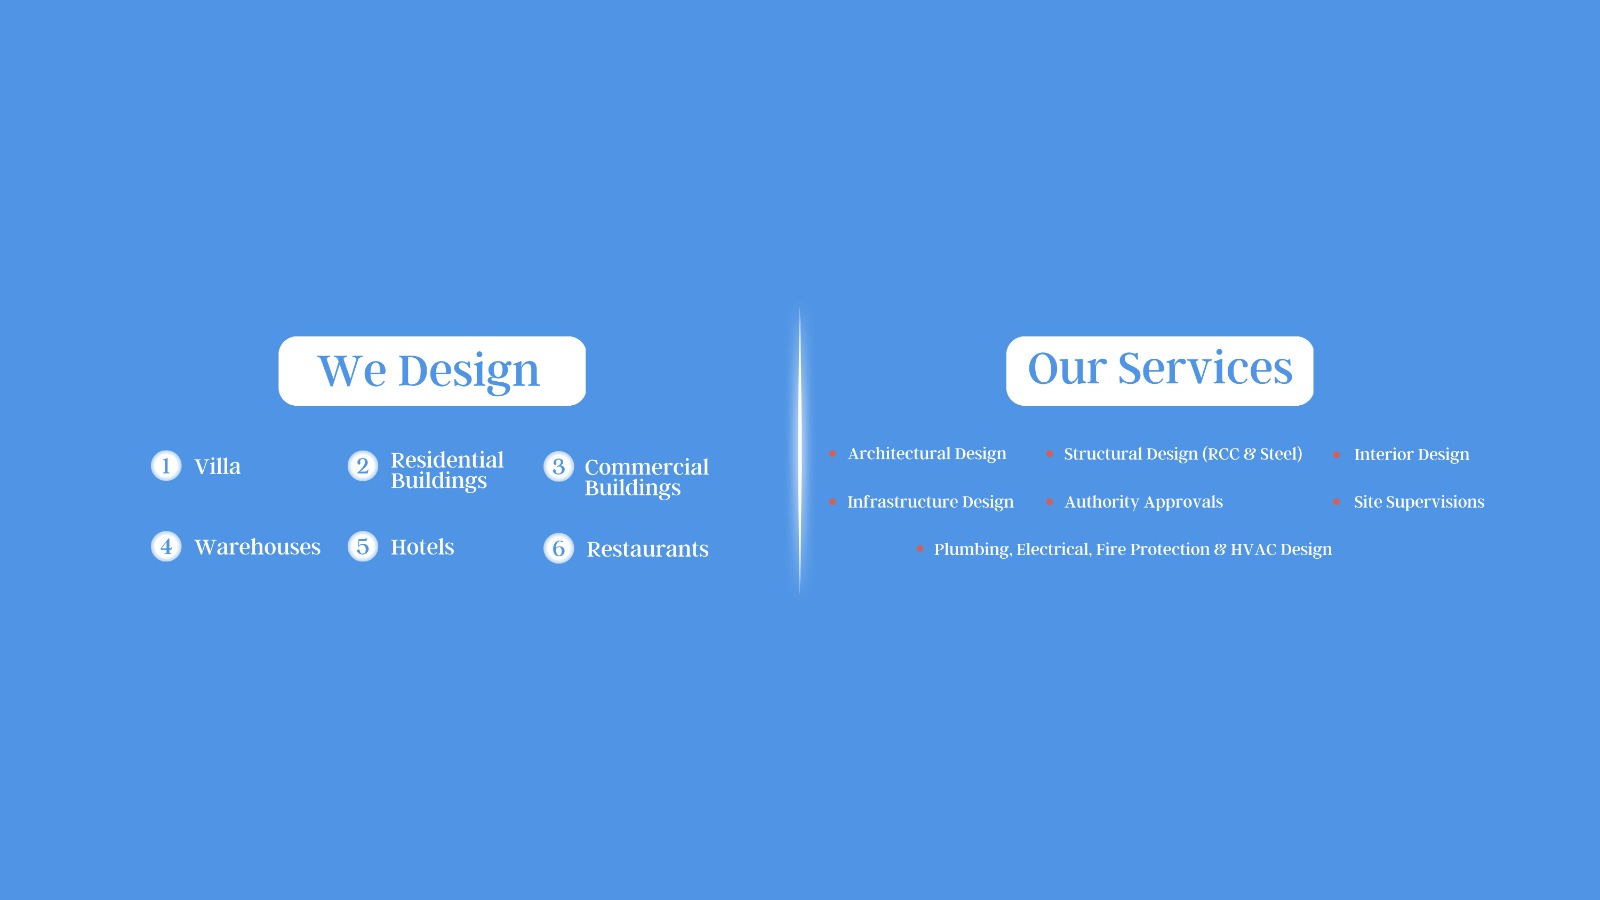 We Design
1 Villa
2 Residential
Buildings
3 Commercial
Buildings
4 Warehouses
5 Hotels
6 Restaurants
Our Services
Architectural Design
Structural Design (RCC & Steel)
Interior Design
Infrastructure Design
Authority Approvals
Site Supervisions
Plumbing, Electrical, Fire Protection & HVAC Design